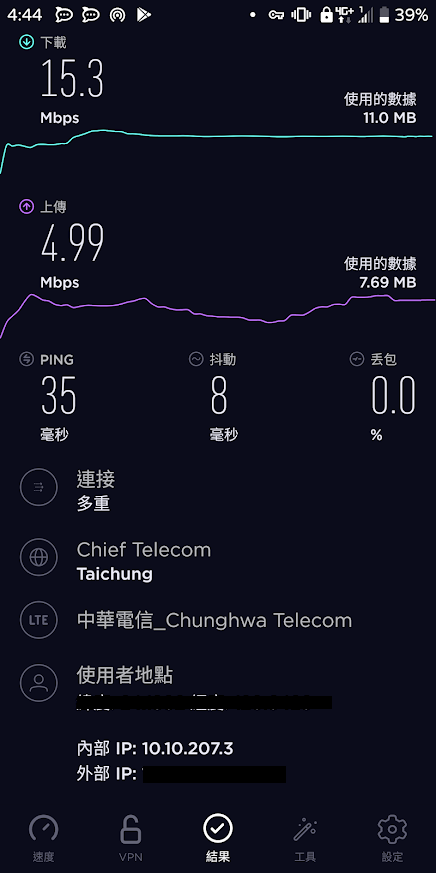 4:44 4G+ 39%
下載
15.3
Mbps
使用的數據
11.0 MB
上傳
4.99
Mbps
使用的數據
7.69 MB
PING 抖動 丟包
35 8 0.0
毫秒 毫秒 %
連接
多重
Chief Telecom
Taichung
LTE 中華電信_Chunghwa Telecom
使用者地點
內部 IP: 10.10.207.3
外部 IP:
速度 VPN 結果 工具 設定